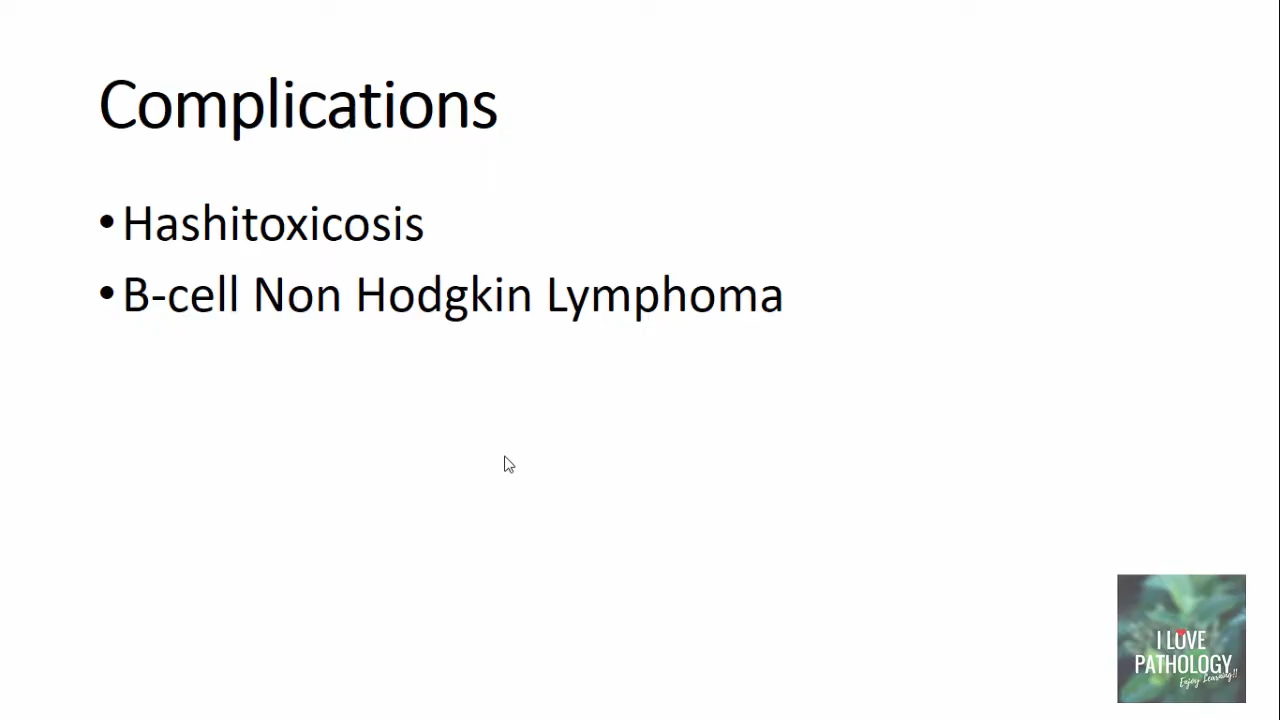 Complications
•Hashitoxicosis
•B-cell Non Hodgkin Lymphoma
I LOVE
PATHOLOGY
Enjoy Learning!!